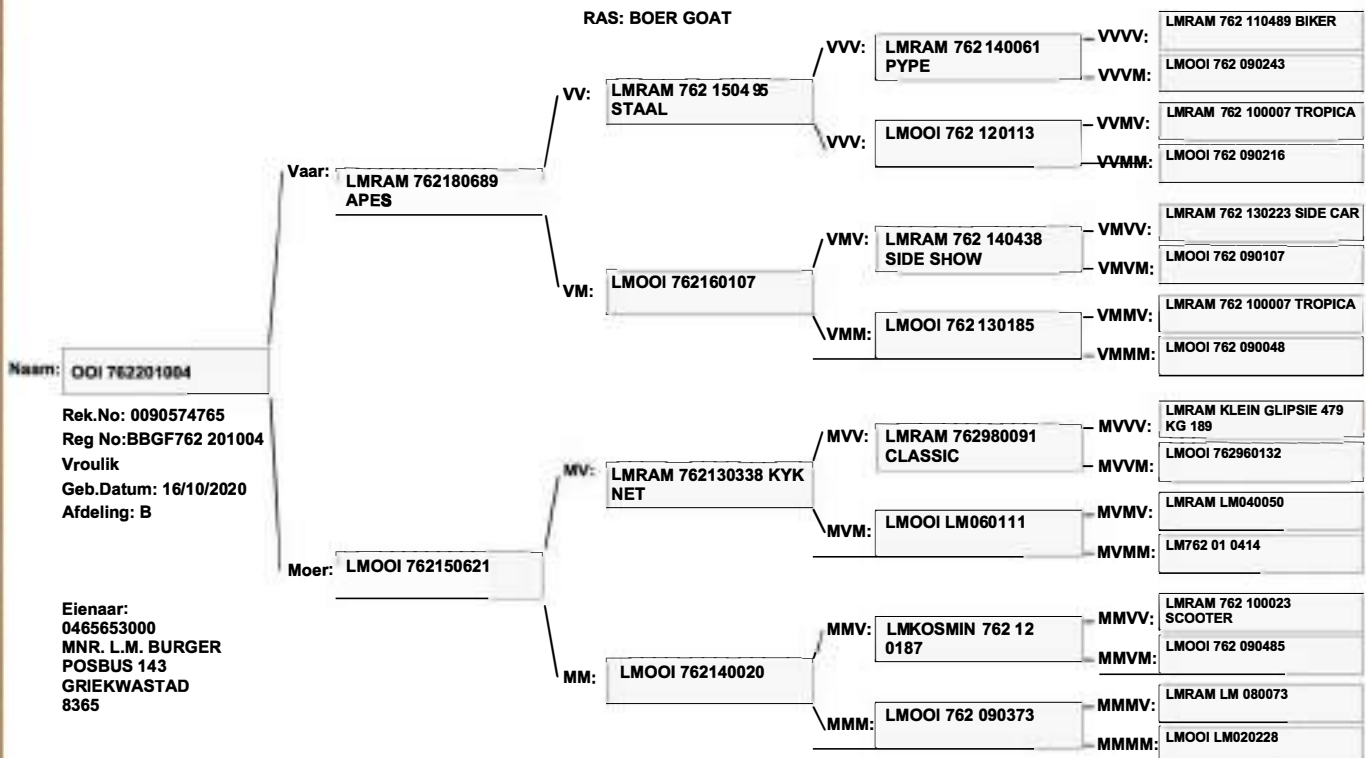 RAS: BOER GOAT
Naam: OOI 762201004
Rek.No: 0090574765
Reg No:BBGF762 201004
Vroulik
Geb.Datum: 16/10/2020
Afdeling: B
Eienaar:
0465653000
MNR. L.M. BURGER
POSBUS 143
GRIEKWASTAD
8365
Vaar: LMRAM 762180689
APES
Moer: LMOOI 762150621
VV: LMRAM 762 150495
STAAL
VM: LMOOI 762160107
MV: LMRAM 762130338 KYK
NET
MM: LMOOI 762140020
VVV: LMRAM 762 140061
PYPE
VVV: LMOOI 762 120113
VMV: LMRAM 762 140438
SIDE SHOW
VMM: LMOOI 762 130185
MVV: LMRAM 762980091
CLASSIC
MVM: LMOOI LM060111
MMV: LMKOSMIN 762 12
0187
MMM: LMOOI 762 090373
VVVV: LMRAM 762 110489 BIKER
VVVM: LMOOI 762 090243
VVMV: LMRAM 762 100007 TROPICA
VVMM: LMOOI 762 090216
VMVV: LMRAM 762 130223 SIDE CAR
VMVM: LMOOI 762 090107
VMMV: LMRAM 762 100007 TROPICA
VMMM: LMOOI 762 090048
MVVV: LMRAM KLEIN GLIPSIE 479
KG 189
MVVM: LMOOI 762960132
MVMV: LMRAM LM040050
MVMM: LM762 01 0414
MMVV: LMRAM 762 100023
SCOOTER
MMVM: LMOOI 762 090485
MMMV: LMRAM LM 080073
MMMM: LMOOI LM020228